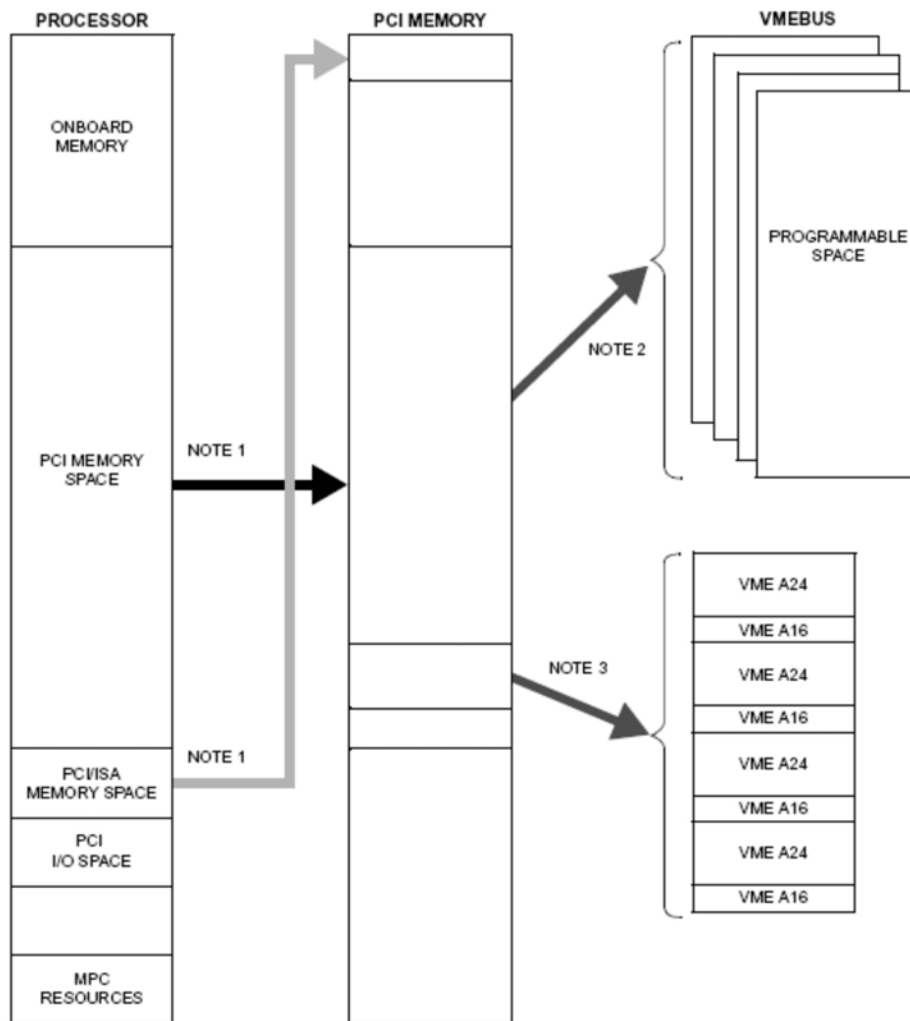 PROCESSOR
PCI MEMORY
VMEBUS
ONBOARD
MEMORY
PROGRAMMABLE
SPACE
NOTE 2
NOTE 1
PCI MEMORY
SPACE
VME A24
VME A16
NOTE 3
VME A24
VME A16
VME A24
NOTE 1
PCI/ISA
MEMORY SPACE
VME A16
PCI
I/O SPACE
VME A24
VME A16
MPC
RESOURCES